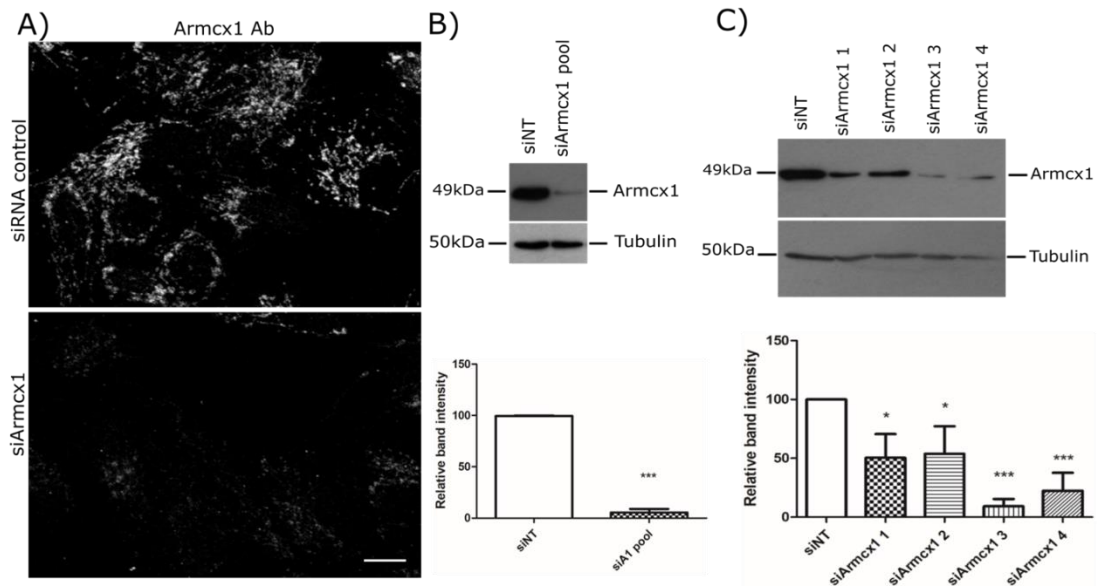 A)
Armcx1 Ab
siRNA control
siArmcx1
B)
siNT
siArmcx1 pool
49kDa
Armcx1
50kDa
Tubulin
Relative band intensity
150
100
50
0
***
siNT
siA1 pool
C)
siNT
siArmcx1 1
siArmcx1 2
siArmcx1 3
siArmcx1 4
49kDa
Armcx1
50kDa
Tubulin
Relative band intensity
150
100
50
0
*
*
***
***
siNT
siArmcx1 1
siArmcx1 2
siArmcx1 3
siArmcx1 4